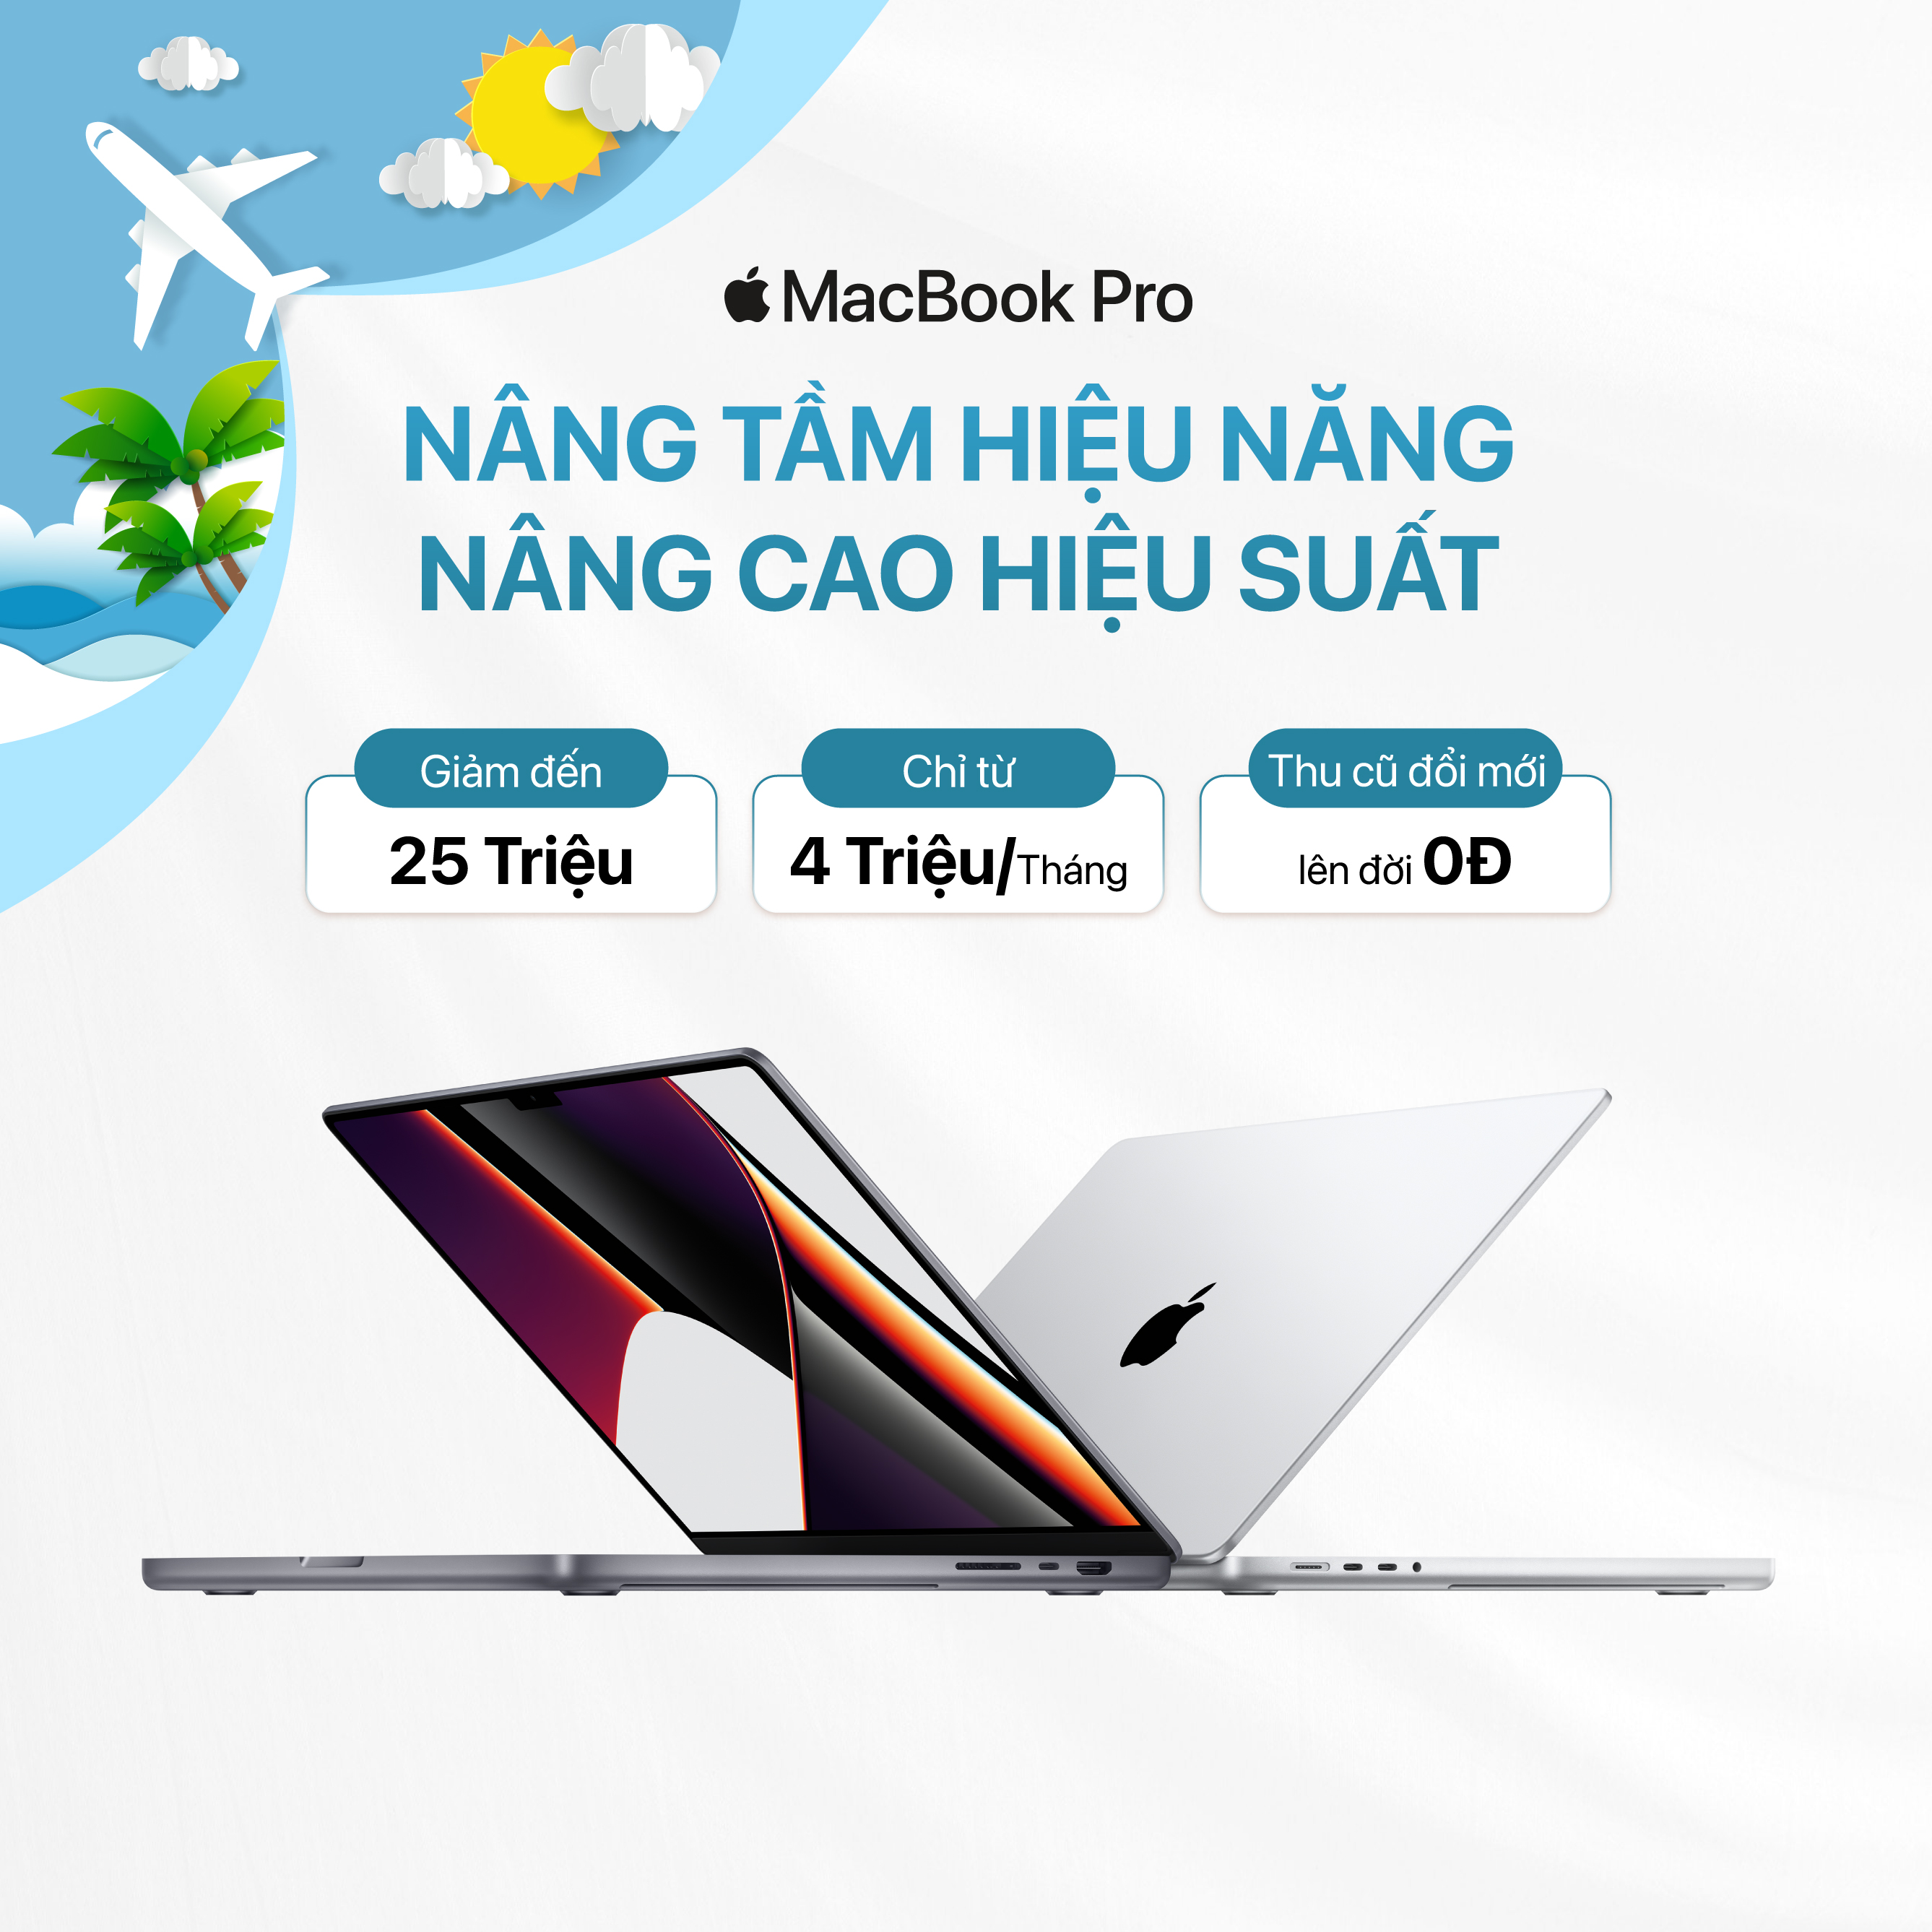 MacBook Pro
NÂNG TẦM HIỆU NĂNG
NÂNG CAO HIỆU SUẤT
Giảm đến
25 Triệu
Chỉ từ
4 Triệu/Tháng
Thu cũ đổi mới
lên đời 0Đ